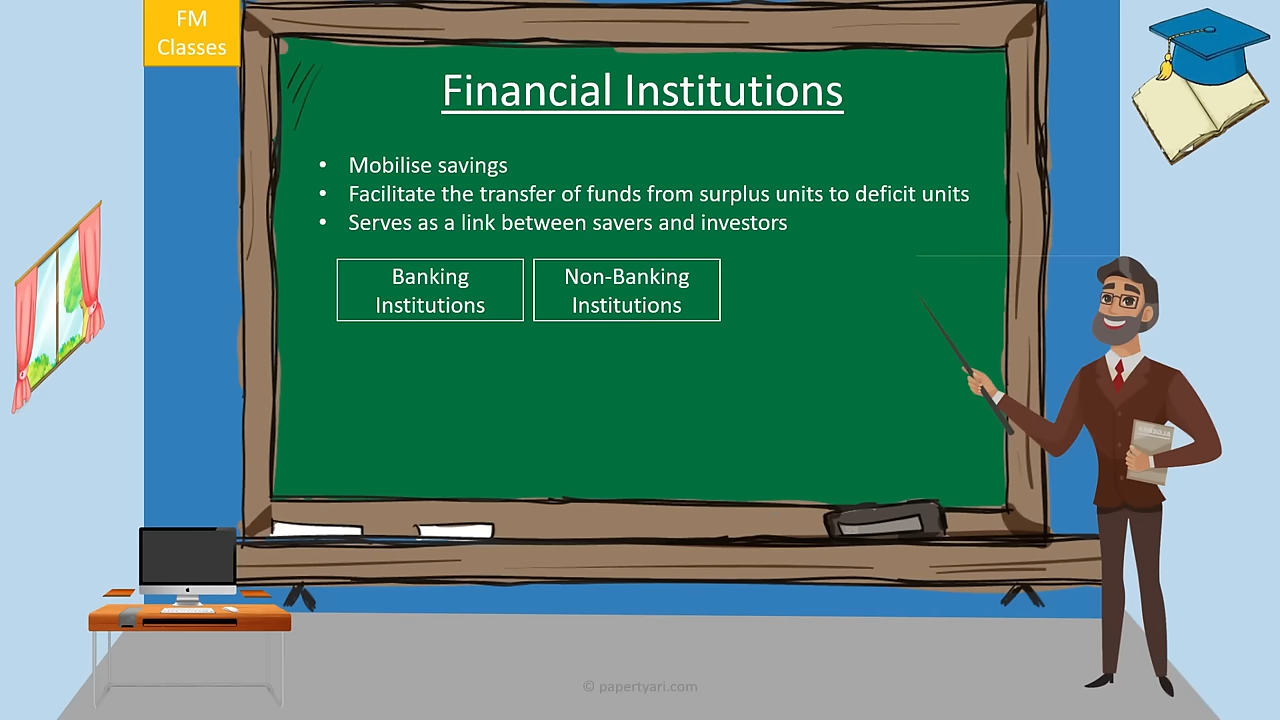 FM
Classes
Financial Institutions
• Mobilise savings
• Facilitate the transfer of funds from surplus units to deficit units
• Serves as a link between savers and investors
Banking
Institutions
Non-Banking
Institutions
© papertyari.com